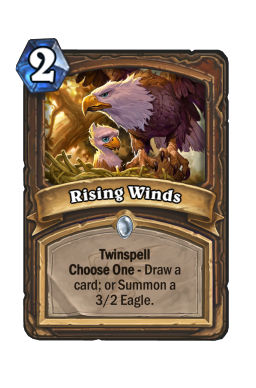 2
Rising Winds
Twinspell
Choose One - Draw a
card; or Summon a
3/2 Eagle.